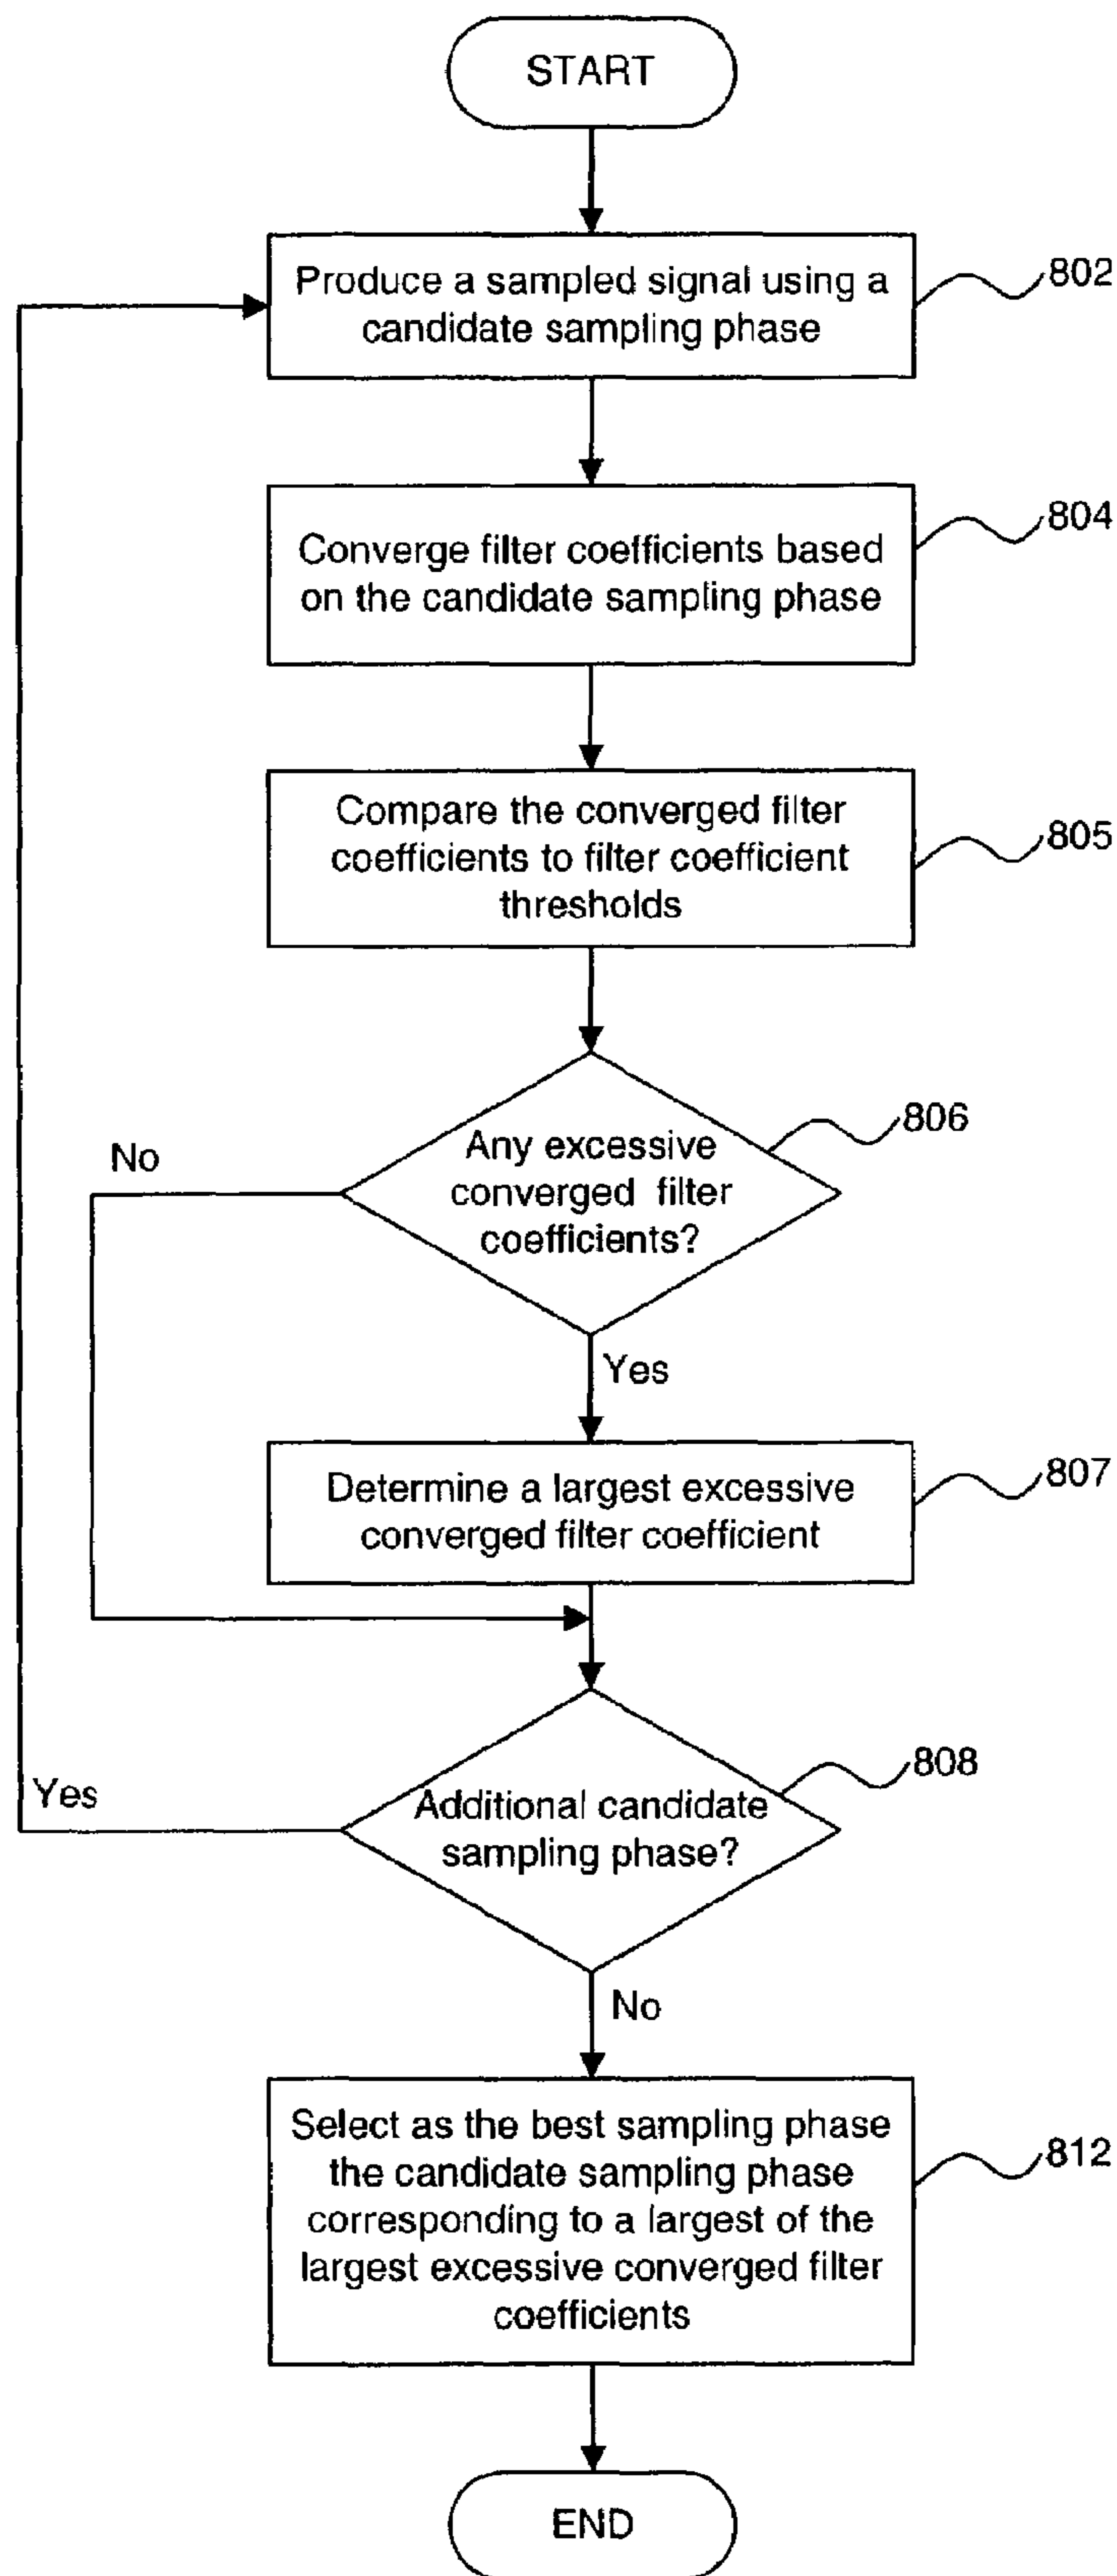 START
Produce a sampled signal using a
candidate sampling phase
802
Converge filter coefficients based
on the candidate sampling phase
804
Compare the converged filter
coefficients to filter coefficient
thresholds
805
Any excessive
converged filter
coefficients?
806
No
Yes
Determine a largest excessive
converged filter coefficient
807
Additional candidate
sampling phase?
808
Yes
No
Select as the best sampling phase
the candidate sampling phase
corresponding to a largest of the
largest excessive converged filter
coefficients
812
END